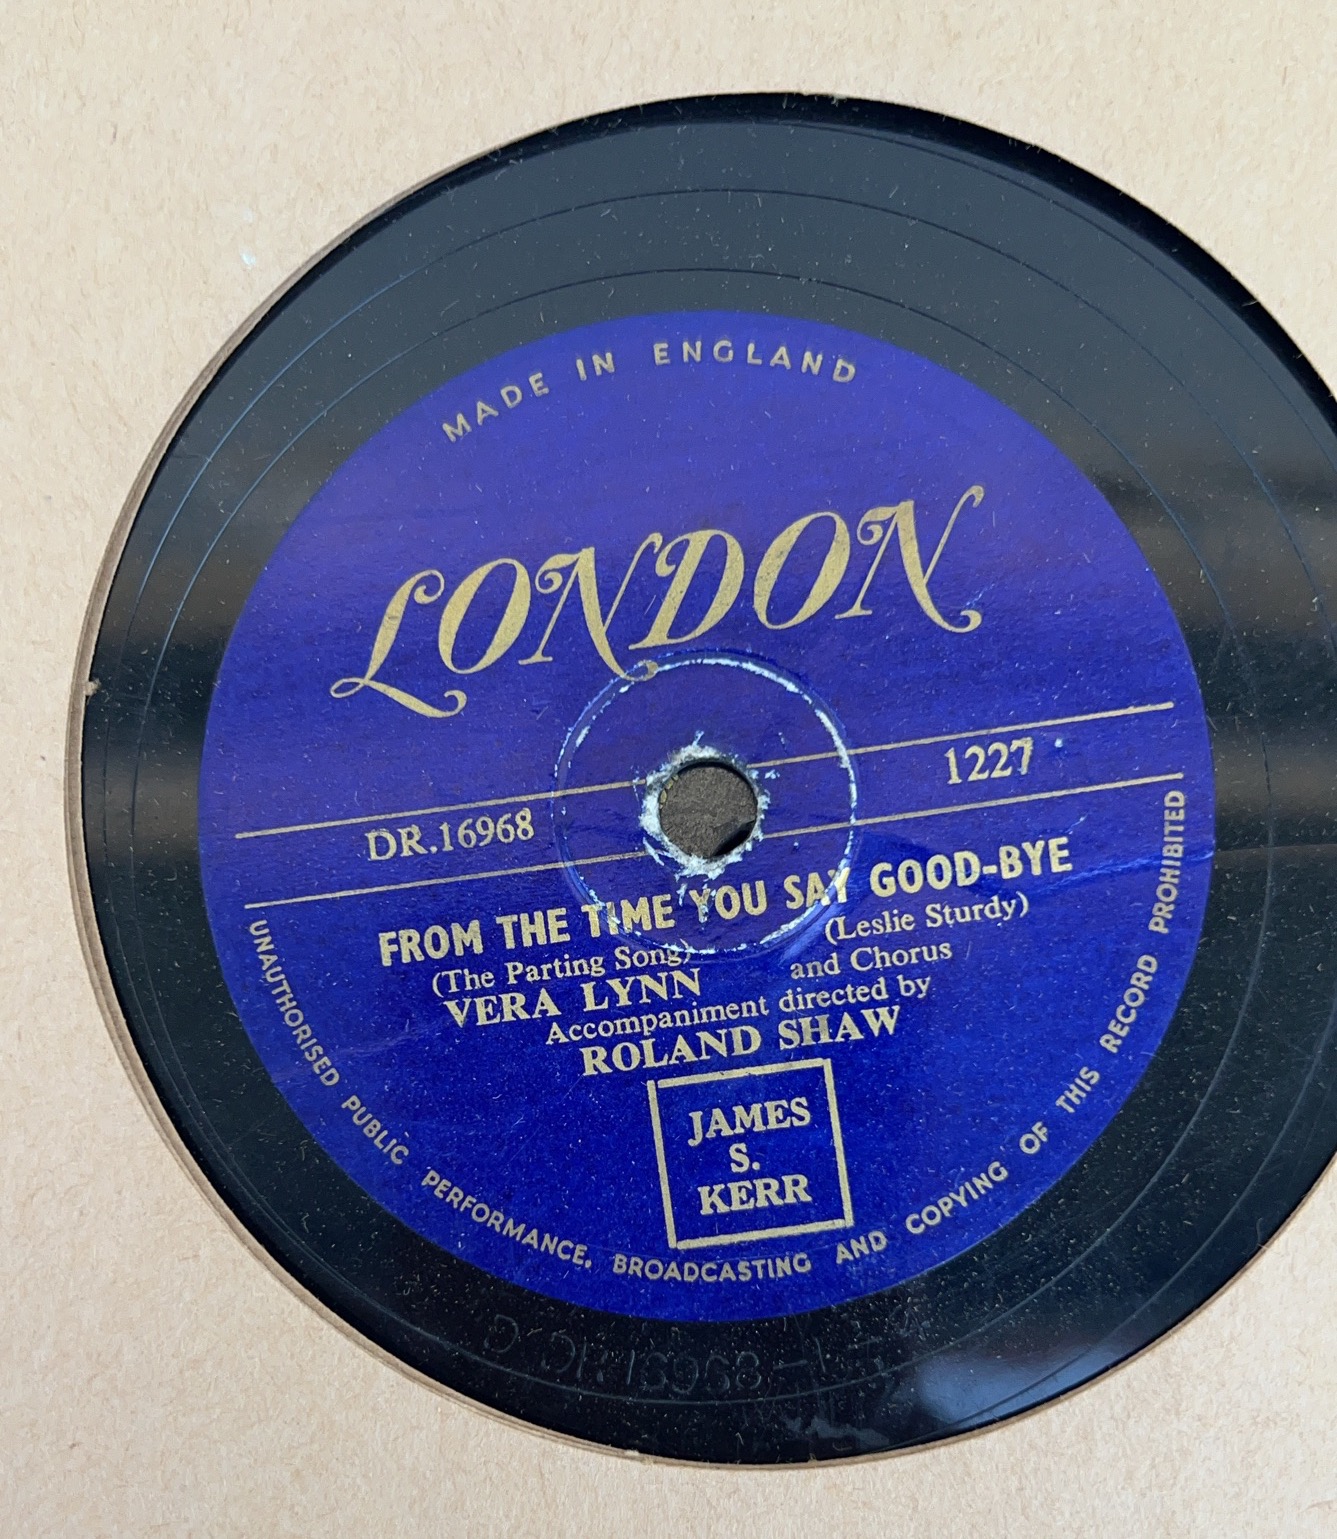 MADE IN ENGLAND
LONDON
DR.16968
1227
FROM THE TIME YOU SAY GOOD-BYE
(The Parting Song) (Leslie Sturdy)
VERA LYNN and Chorus
Accompaniment directed by
ROLAND SHAW
JAMES
S.
KERR
UNAUTHORISED PUBLIC PERFORMANCE, BROADCASTING AND COPYING OF THIS RECORD PROHIBITED